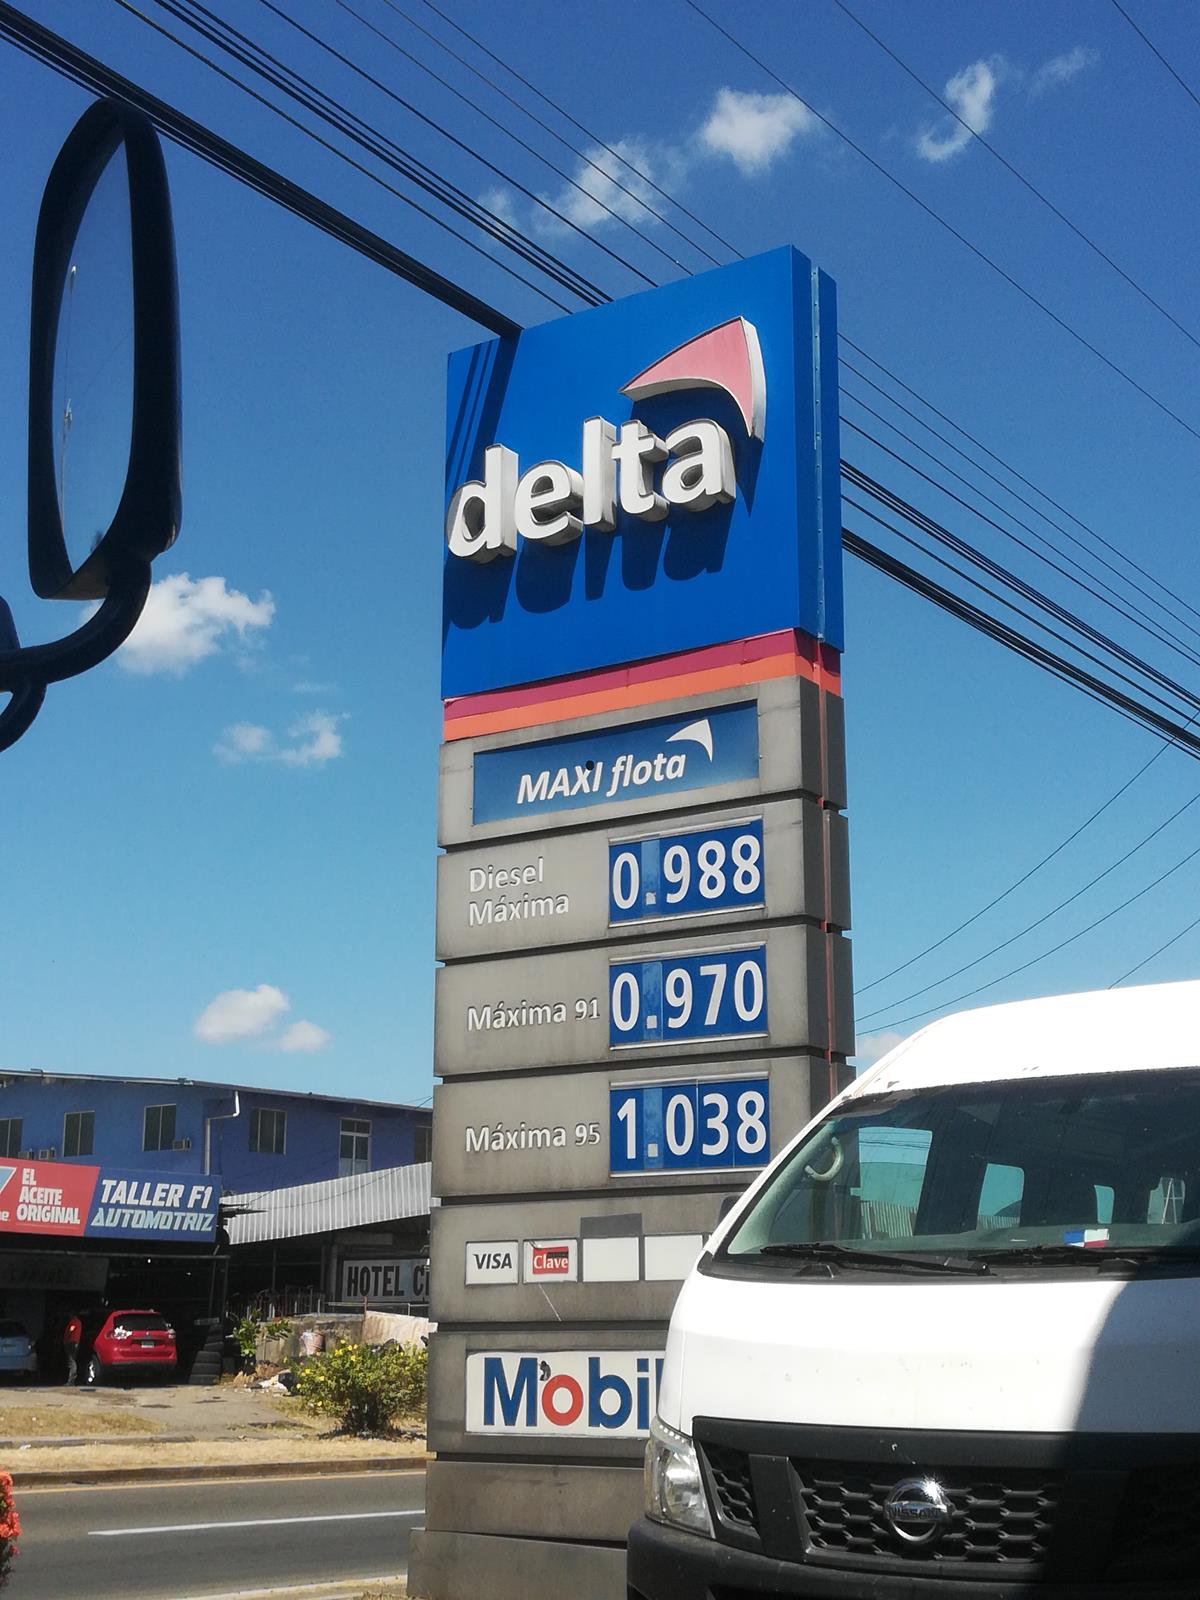 delta
MAXI flota
Diesel
Máxima
0.988
Máxima 91
0.970
Máxima 95
1.038
VISA
Clave
Mobil
EL
ACEITE
ORIGINAL
TALLER F1
AUTOMOTRIZ
HOTEL
NISSAN